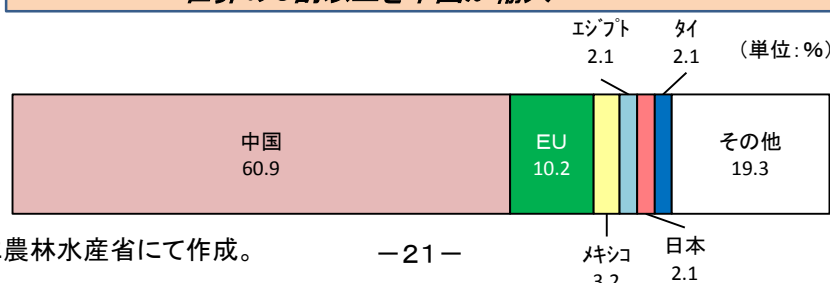 エジプト
2.1
タイ
2.1
（単位：%）
中国
60.9
EU
10.2
その他
19.3
農林水産省にて作成。
－21－
メキシコ
3.2
日本
2.1